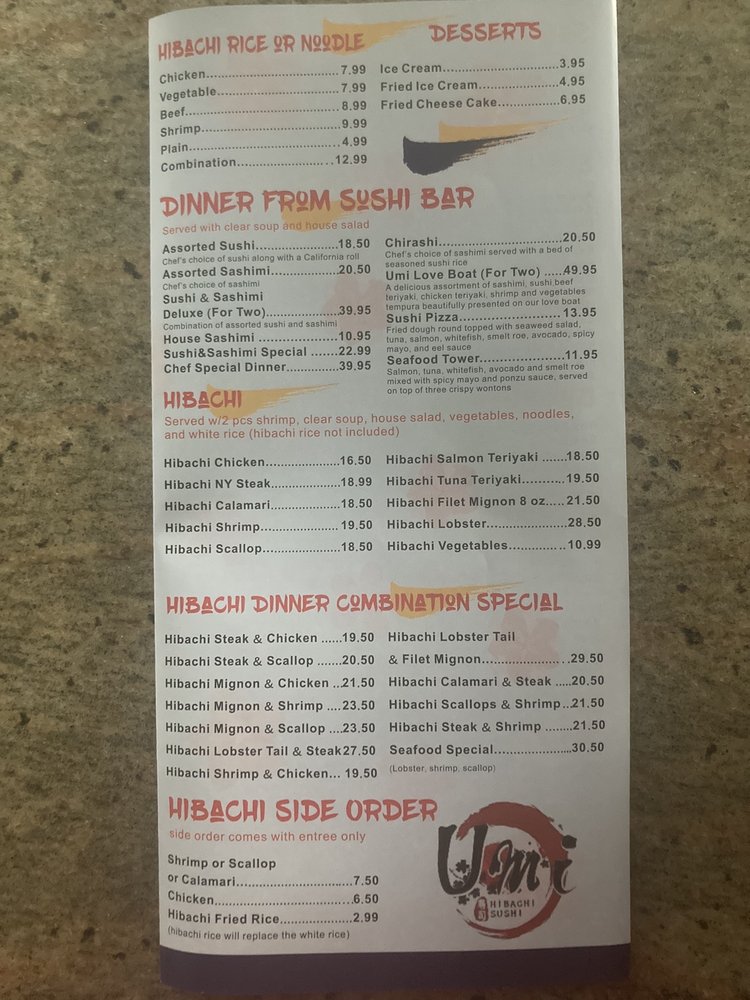 HIBACHI RICE OR NOODLE
Chicken..............................7.99
Vegetable............................7.99
Beef.................................8.99
Shrimp...............................9.99
Plain................................4.99
Combination..........................12.99
DESSERTS
Ice Cream............................3.95
Fried Ice Cream......................4.95
Fried Cheese Cake....................6.95
DINNER FROM SUSHI BAR
Served with clear soup and house salad
Assorted Sushi.......................18.50
Chef's choice of sushi along with a California roll
Assorted Sashimi.....................20.50
Chef's choice of sashimi
Sushi & Sashimi
Deluxe (For Two).....................39.95
Combination of assorted sushi and sashimi
House Sashimi .......................10.95
Sushi&Sashimi Special .......22.99
Chef Special Dinner..............39.95
Chirashi.............................20.50
Chef's choice of sashimi served with a bed of
seasoned sushi rice
Umi Love Boat (For Two) .....49.95
A delicious assortment of sashimi, sushi,beef
teriyaki, chicken teriyaki, shrimp and vegetables
tempura beautifully presented on our love boat
Sushi Pizza.......................... 13.95
Fried dough round topped with seaweed salad,
tuna, salmon, whitefish, smelt roe, avocado, spicy
mayo, and eel sauce
Seafood Tower........................11.95
Salmon, tuna, whitefish, avocado and smelt roe
mixed with spicy mayo and ponzu sauce, served
on top of three crispy wontons
HIBACHI
Served w/2 pcs shrimp, clear soup, house salad, vegetables, noodles,
and white rice (hibachi rice not included)
Hibachi Chicken......................16.50
Hibachi NY Steak.....................18.99
Hibachi Calamari.....................18.50
Hibachi Shrimp....................... 19.50
Hibachi Scallop......................18.50
Hibachi Salmon Teriyaki .......18.50
Hibachi Tuna Teriyaki........... 19.50
Hibachi Filet Mignon 8 oz..... 21.50
Hibachi Lobster......................28.50
Hibachi Vegetables............. .. 10.99
HIBACHI DINNER COMBINATION SPECIAL
Hibachi Steak & Chicken ......19.50
Hibachi Steak & Scallop .......20.50
Hibachi Mignon & Chicken ..21.50
Hibachi Mignon & Shrimp ....23.50
Hibachi Mignon & Scallop ....23.50
Hibachi Lobster Tail & Steak27.50
Hibachi Shrimp & Chicken... 19.50
Hibachi Lobster Tail
& Filet Mignon.......................29.50
Hibachi Calamari & Steak .....20.50
Hibachi Scallops & Shrimp...21.50
Hibachi Steak & Shrimp ........21.50
Seafood Special......................30.50
(Lobster, shrimp, scallop)
HIBACHI SIDE ORDER
side order comes with entree only
Shrimp or Scallop
or Calamari..........................7.50
Chicken..............................6.50
Hibachi Fried Rice................2.99
(hibachi rice will replace the white rice)
Umi
HIBACHI
SUSHI